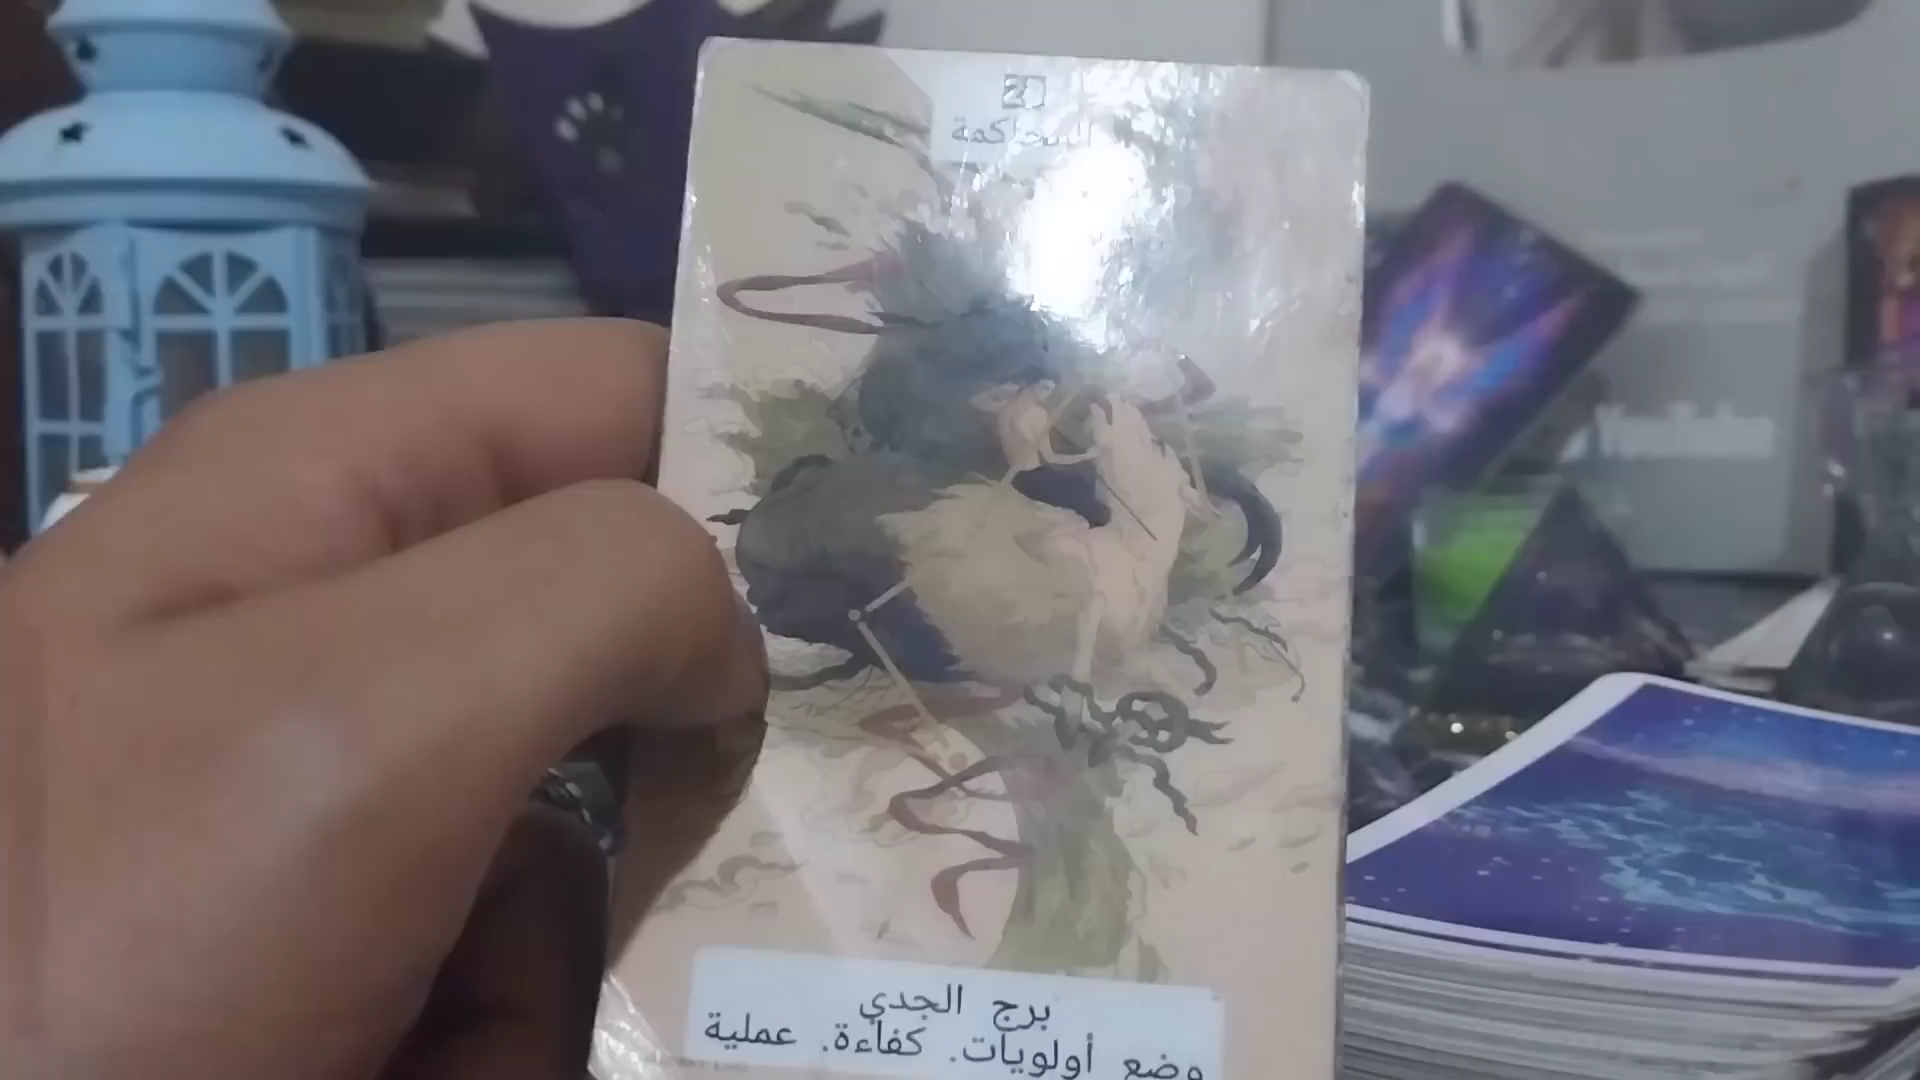 المحاكمة
برج الجدي
وضع أولويات. كفاءة. عملية